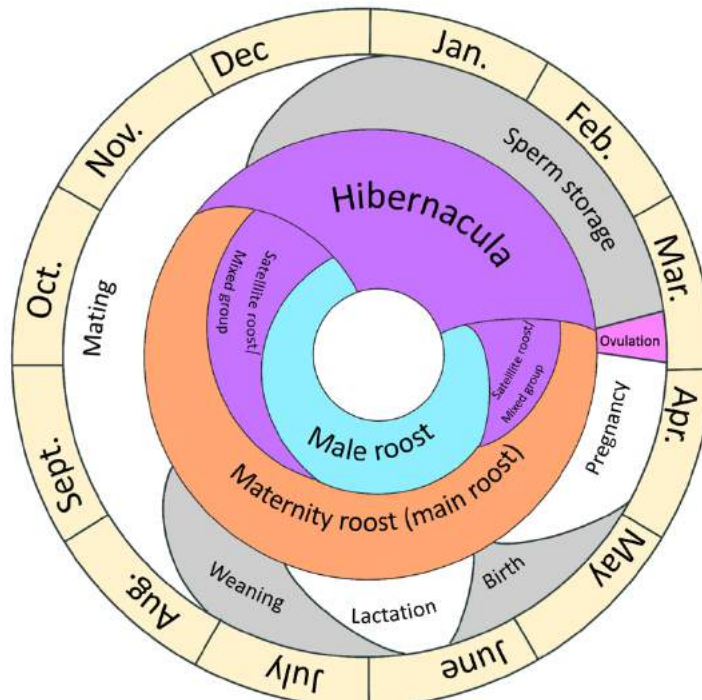 Jan.
Feb.
Mar.
Apr.
May
June
July
Aug.
Sept.
Oct.
Nov.
Dec
Sperm storage
Ovulation
Pregnancy
Birth
Lactation
Weaning
Mating
Hibernacula
Satellite roost/
Mixed group
Satellite roost/
Mixed group
Male roost
Maternity roost (main roost)